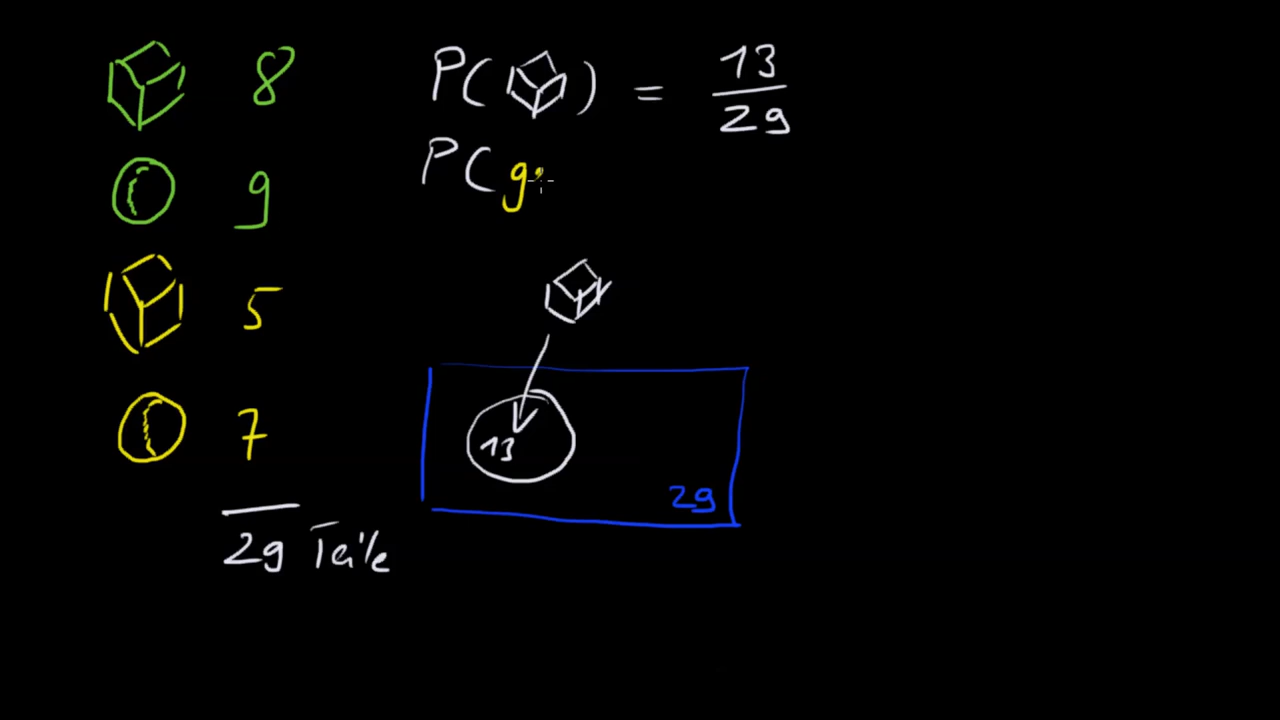 8
9
5
7
29 Teile
P( ) = 13/29
P( g
13
29